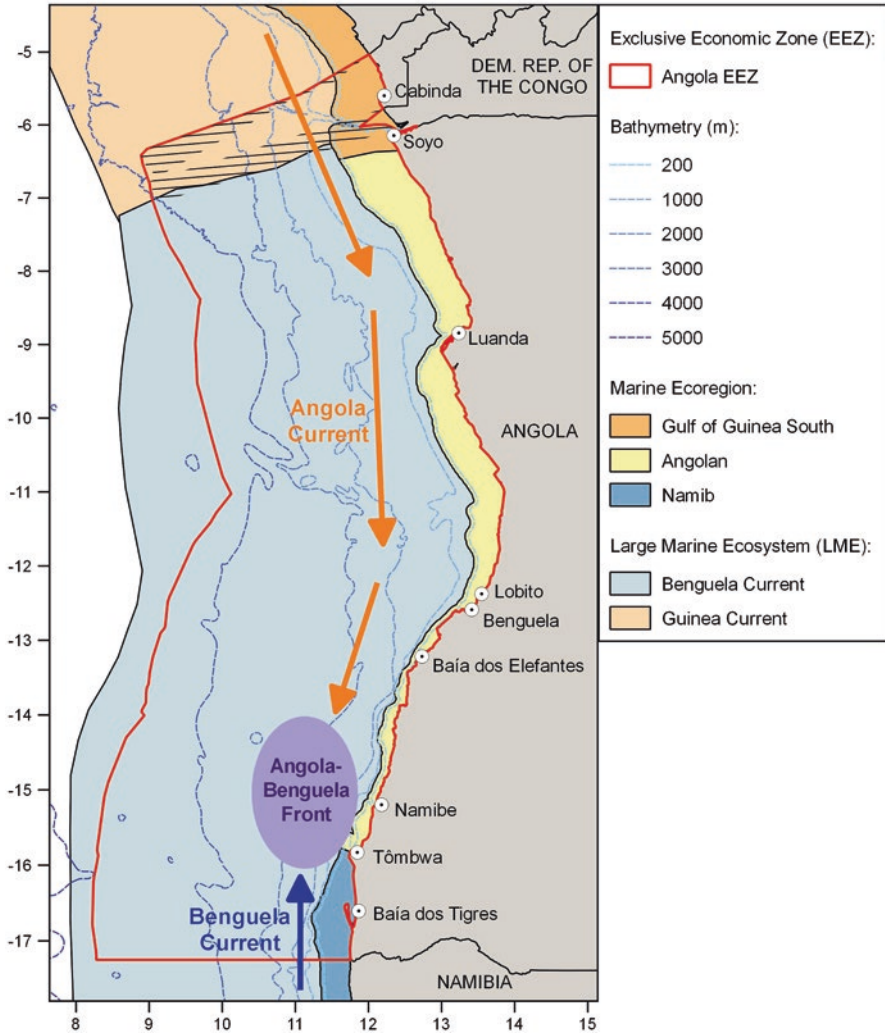 -5
-6
-7
-8
-9
-10
-11
-12
-13
-14
-15
-16
-17
8
9
10
11
12
13
14
15
DEM. REP. OF
THE CONGO
Cabinda
Soyo
Luanda
Angola
Current
ANGOLA
Lobito
Benguela
Baía dos Elefantes
Angola-
Benguela
Front
Namibe
Tômbwa
Benguela
Current
Baía dos Tigres
NAMIBIA
Exclusive Economic Zone (EEZ):
Angola EEZ
Bathymetry (m):
200
1000
2000
3000
4000
5000
Marine Ecoregion:
Gulf of Guinea South
Angolan
Namib
Large Marine Ecosystem (LME):
Benguela Current
Guinea Current